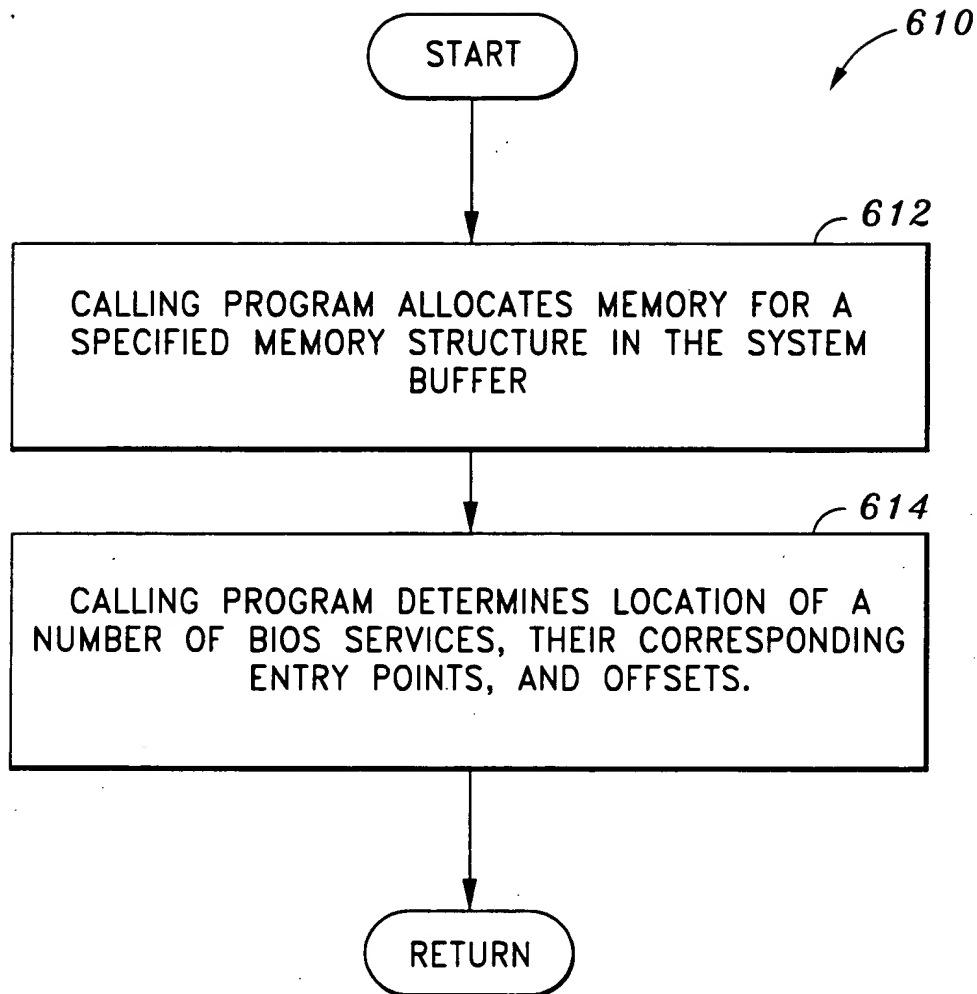 START
610
612
CALLING PROGRAM ALLOCATES MEMORY FOR A
SPECIFIED MEMORY STRUCTURE IN THE SYSTEM
BUFFER
614
CALLING PROGRAM DETERMINES LOCATION OF A
NUMBER OF BIOS SERVICES, THEIR CORRESPONDING
ENTRY POINTS, AND OFFSETS.
RETURN